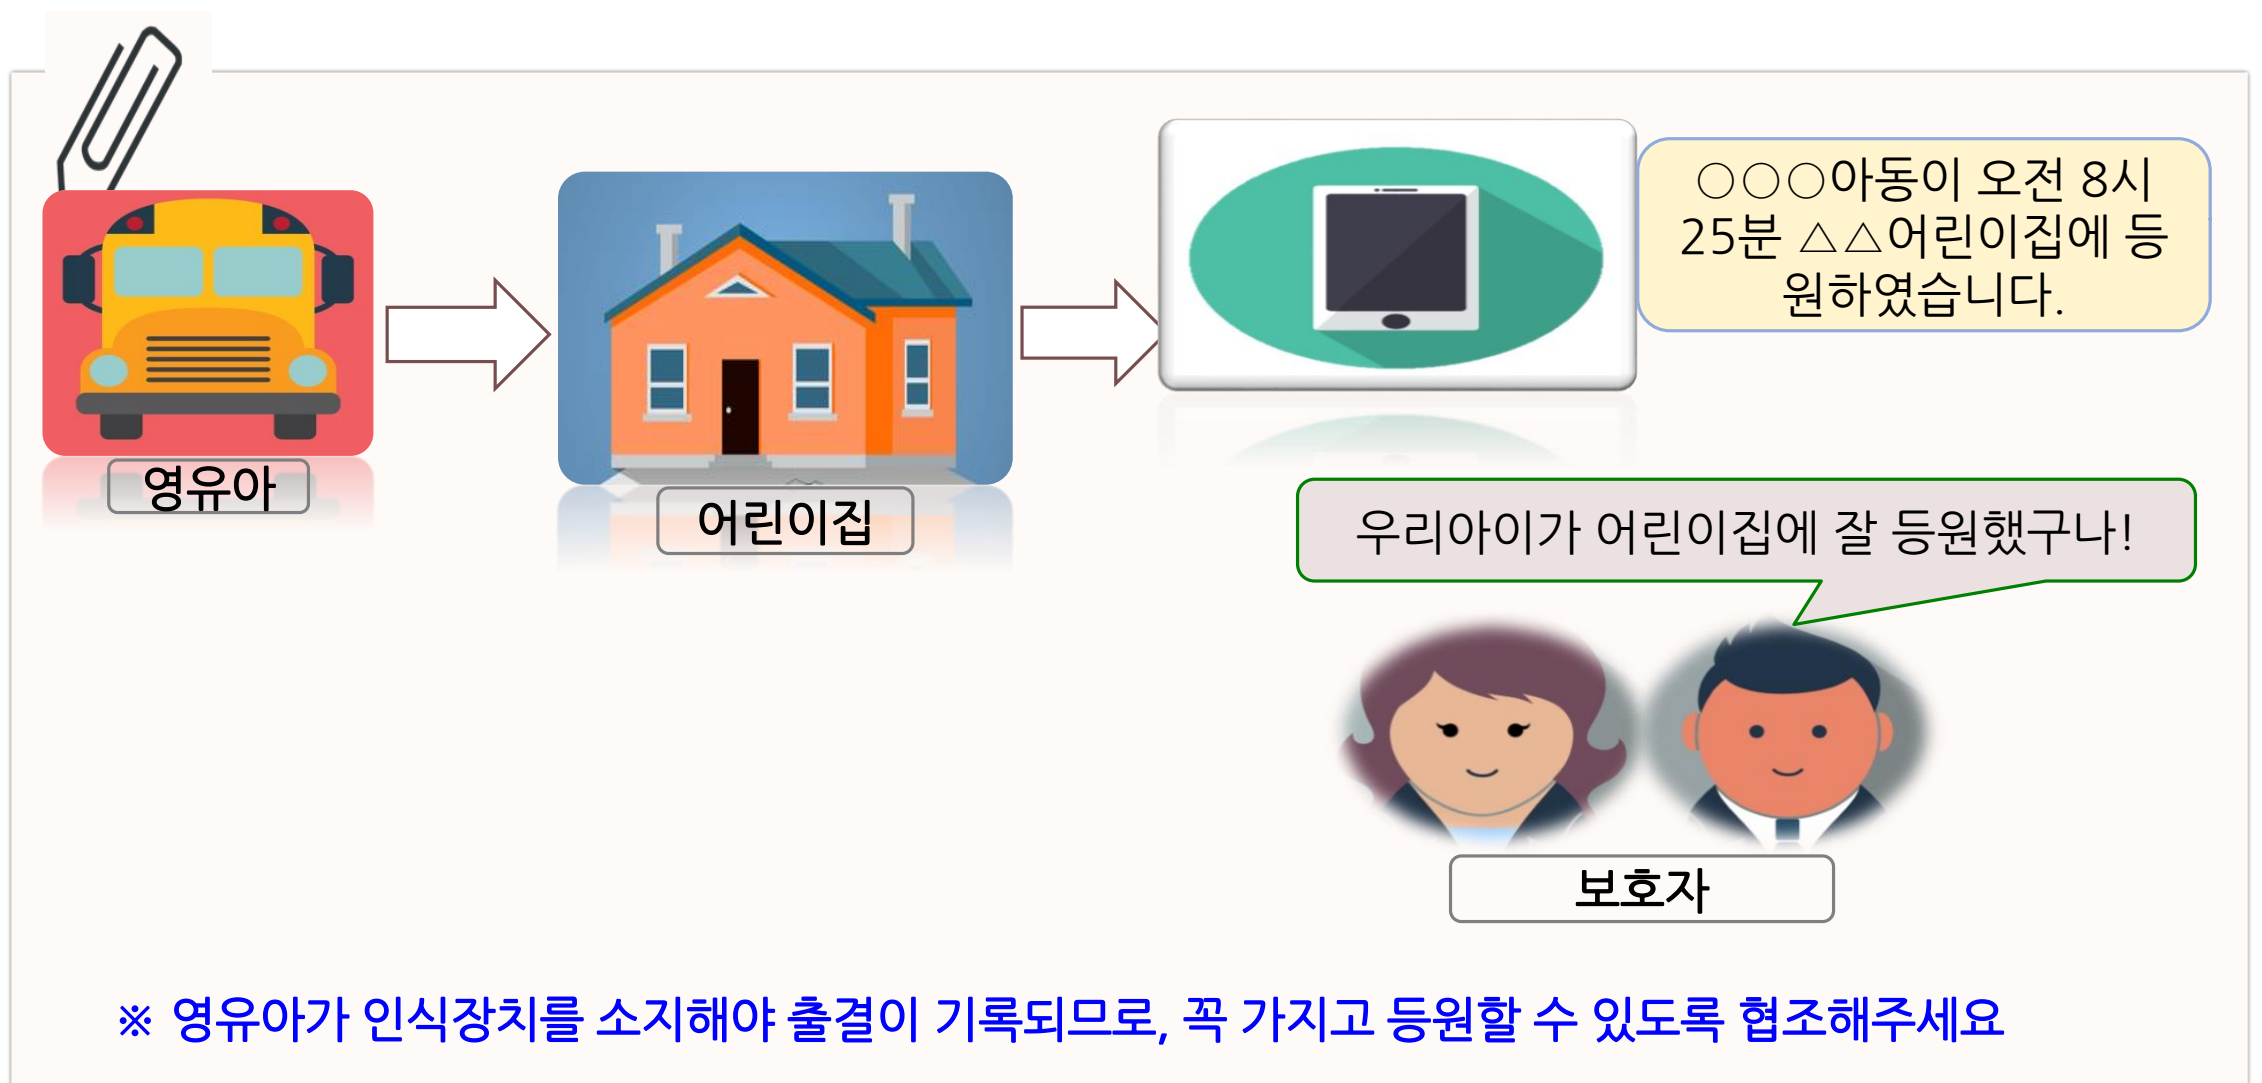 ○○○아동이 오전 8시
25분 △△어린이집에 등
원하였습니다.
영유아
어린이집
우리아이가 어린이집에 잘 등원했구나!
보호자
※ 영유아가 인식장치를 소지해야 출결이 기록되므로, 꼭 가지고 등원할 수 있도록 협조해주세요